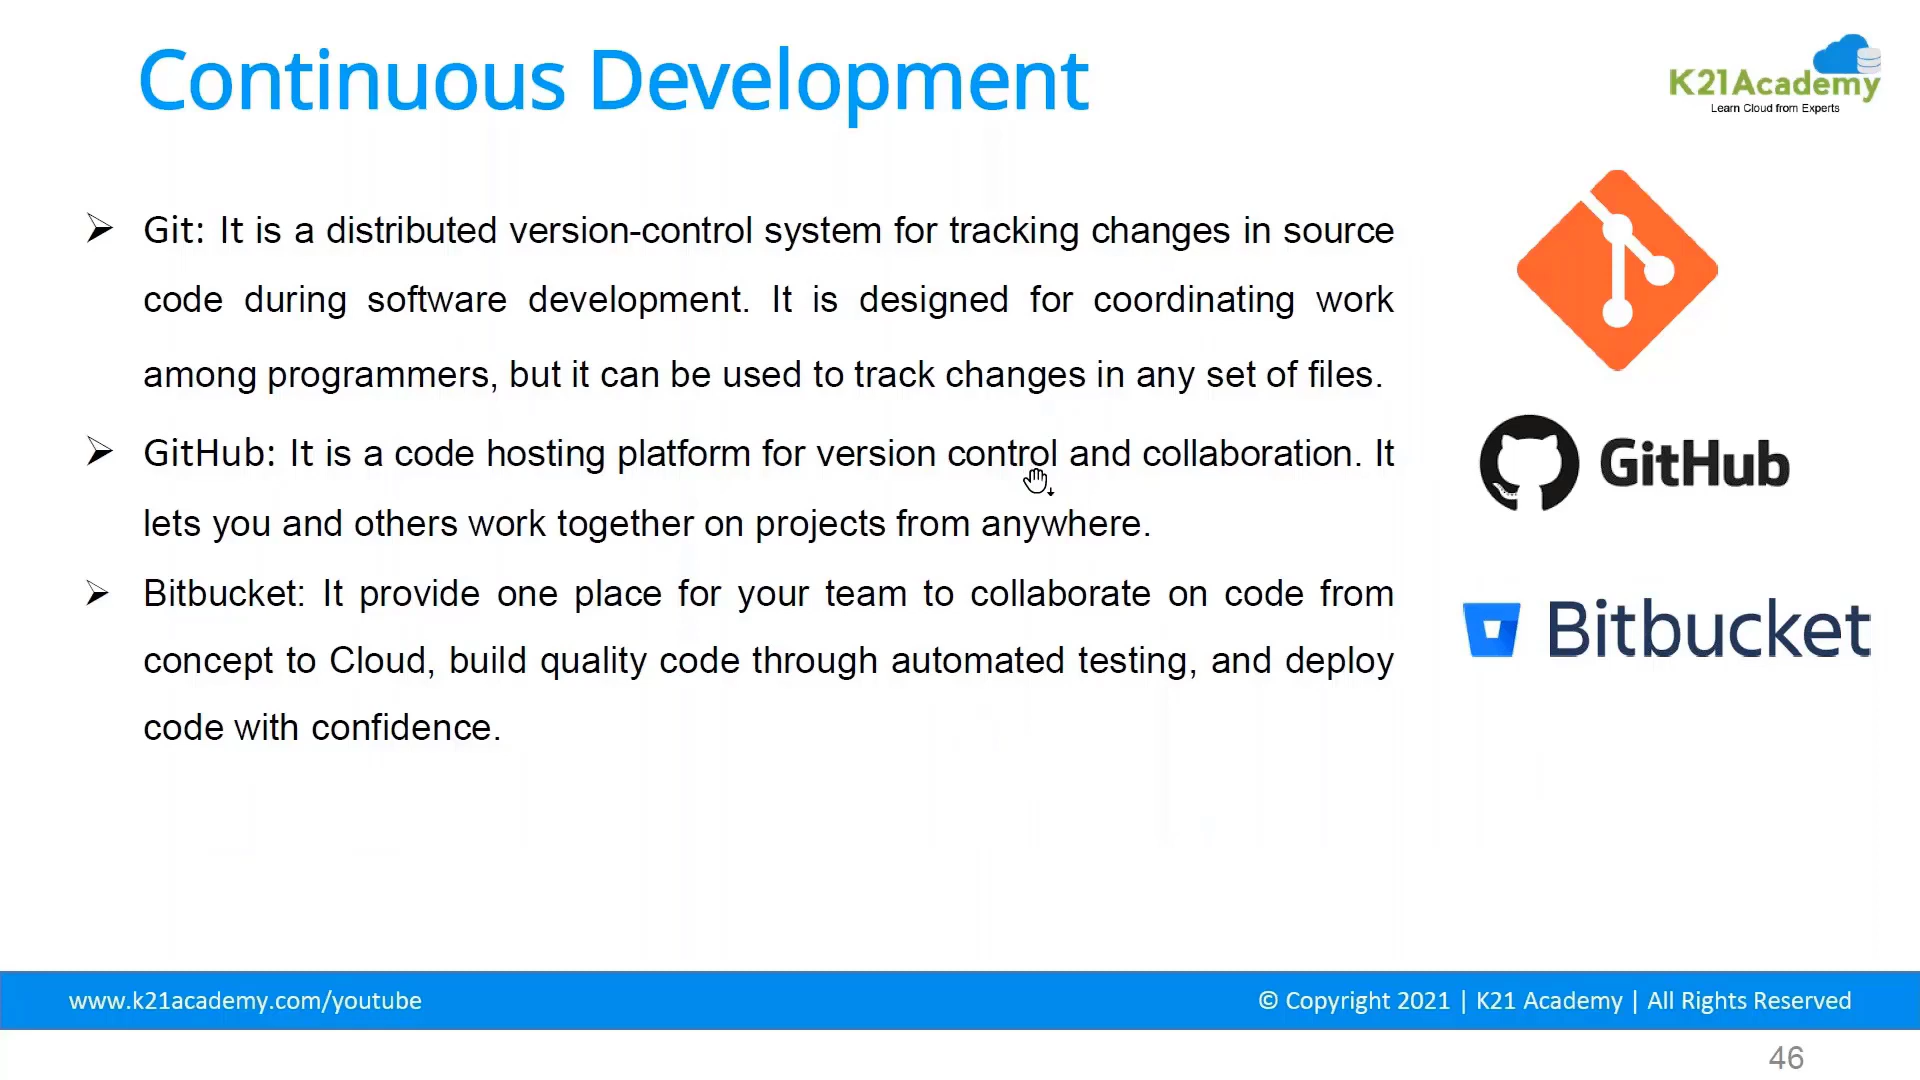 Continuous Development
K21Academy
Learn Cloud from Experts
➢ Git: It is a distributed version-control system for tracking changes in source
code during software development. It is designed for coordinating work
among programmers, but it can be used to track changes in any set of files.
➢ GitHub: It is a code hosting platform for version control and collaboration. It
lets you and others work together on projects from anywhere.
➢ Bitbucket: It provide one place for your team to collaborate on code from
concept to Cloud, build quality code through automated testing, and deploy
code with confidence.
GitHub
Bitbucket
www.k21academy.com/youtube
© Copyright 2021 | K21 Academy | All Rights Reserved
46